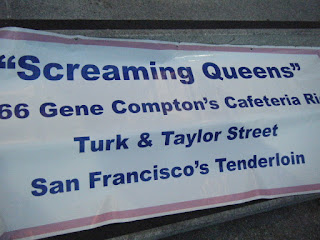 “Screaming Queens”
66 Gene Compton’s Cafeteria Ri
Turk & Taylor Street
San Francisco’s Tenderloin